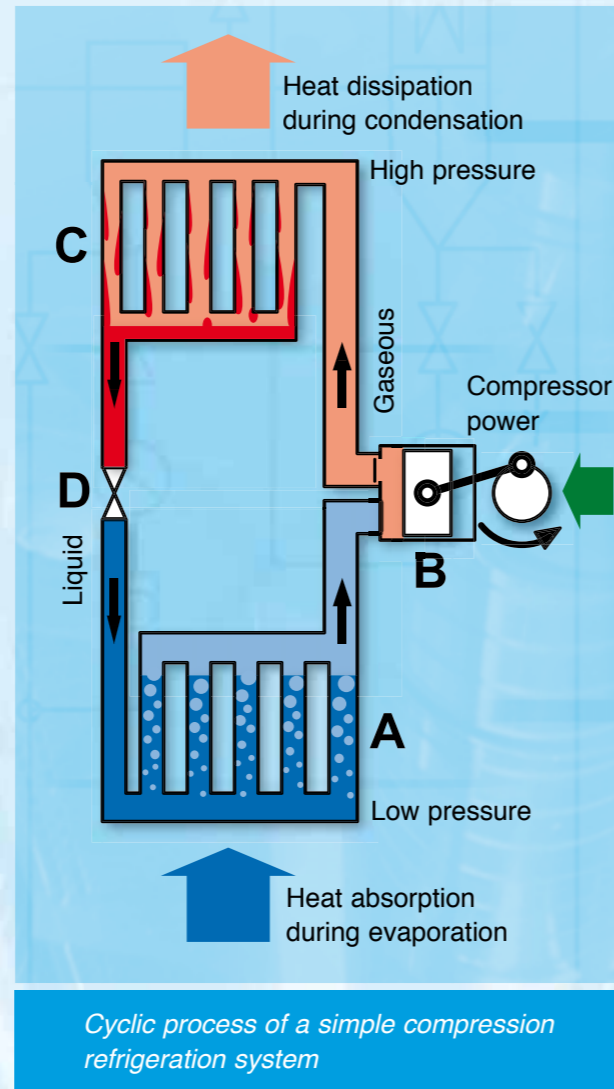 Heat dissipation
during condensation
High pressure
C
Gaseous
Compressor
power
D
B
Liquid
A
Low pressure
Heat absorption
during evaporation
Cyclic process of a simple compression
refrigeration system